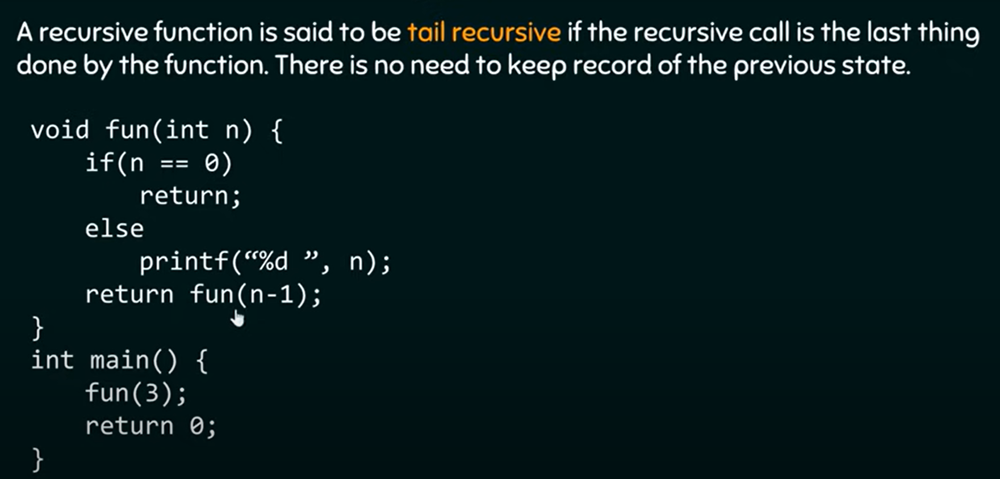 A recursive function is said to be tail recursive if the recursive call is the last thing
done by the function. There is no need to keep record of the previous state.
void fun(int n) {
if(n == 0)
return;
else
printf(“%d ”, n);
return fun(n-1);
}
int main() {
fun(3);
return 0;
}